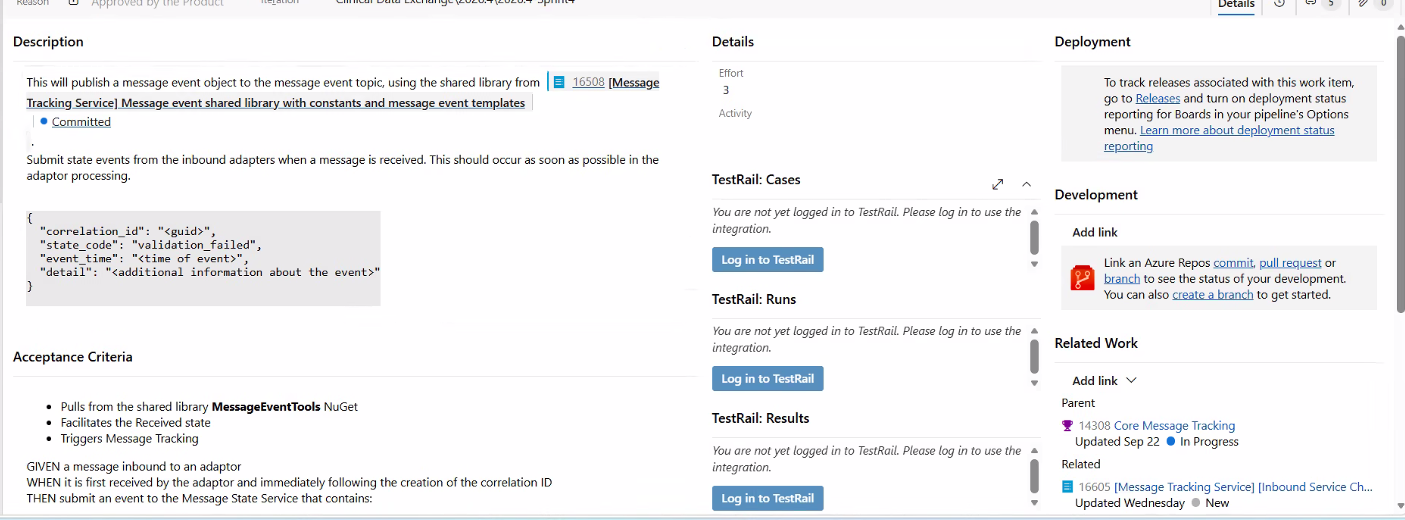 Reason Approved by the Product Iteration Clinical Data Exchange\2026.4\2026.4-Sprint4
Details 5 0
Description
This will publish a message event object to the message event topic, using the shared library from 16508 [Message
Tracking Service] Message event shared library with constants and message event templates
Committed
.
Submit state events from the inbound adapters when a message is received. This should occur as soon as possible in the
adaptor processing.
{
"correlation_id": "<guid>",
"state_code": "validation_failed",
"event_time": "<time of event>",
"detail": "<additional information about the event>"
}
Acceptance Criteria
Pulls from the shared library MessageEventTools NuGet
Facilitates the Received state
Triggers Message Tracking
GIVEN a message inbound to an adaptor
WHEN it is first received by the adaptor and immediately following the creation of the correlation ID
THEN submit an event to the Message State Service that contains:
Details
Effort
3
Activity
TestRail: Cases
You are not yet logged in to TestRail. Please log in to use the
integration.
Log in to TestRail
TestRail: Runs
You are not yet logged in to TestRail. Please log in to use the
integration.
Log in to TestRail
TestRail: Results
You are not yet logged in to TestRail. Please log in to use the
integration.
Log in to TestRail
Deployment
To track releases associated with this work item,
go to Releases and turn on deployment status
reporting for Boards in your pipeline's Options
menu. Learn more about deployment status
reporting
Development
Add link
Link an Azure Repos commit, pull request or
branch to see the status of your development.
You can also create a branch to get started.
Related Work
Add link
Parent
14308 Core Message Tracking
Updated Sep 22 In Progress
Related
16605 [Message Tracking Service] [Inbound Service Ch...
Updated Wednesday New